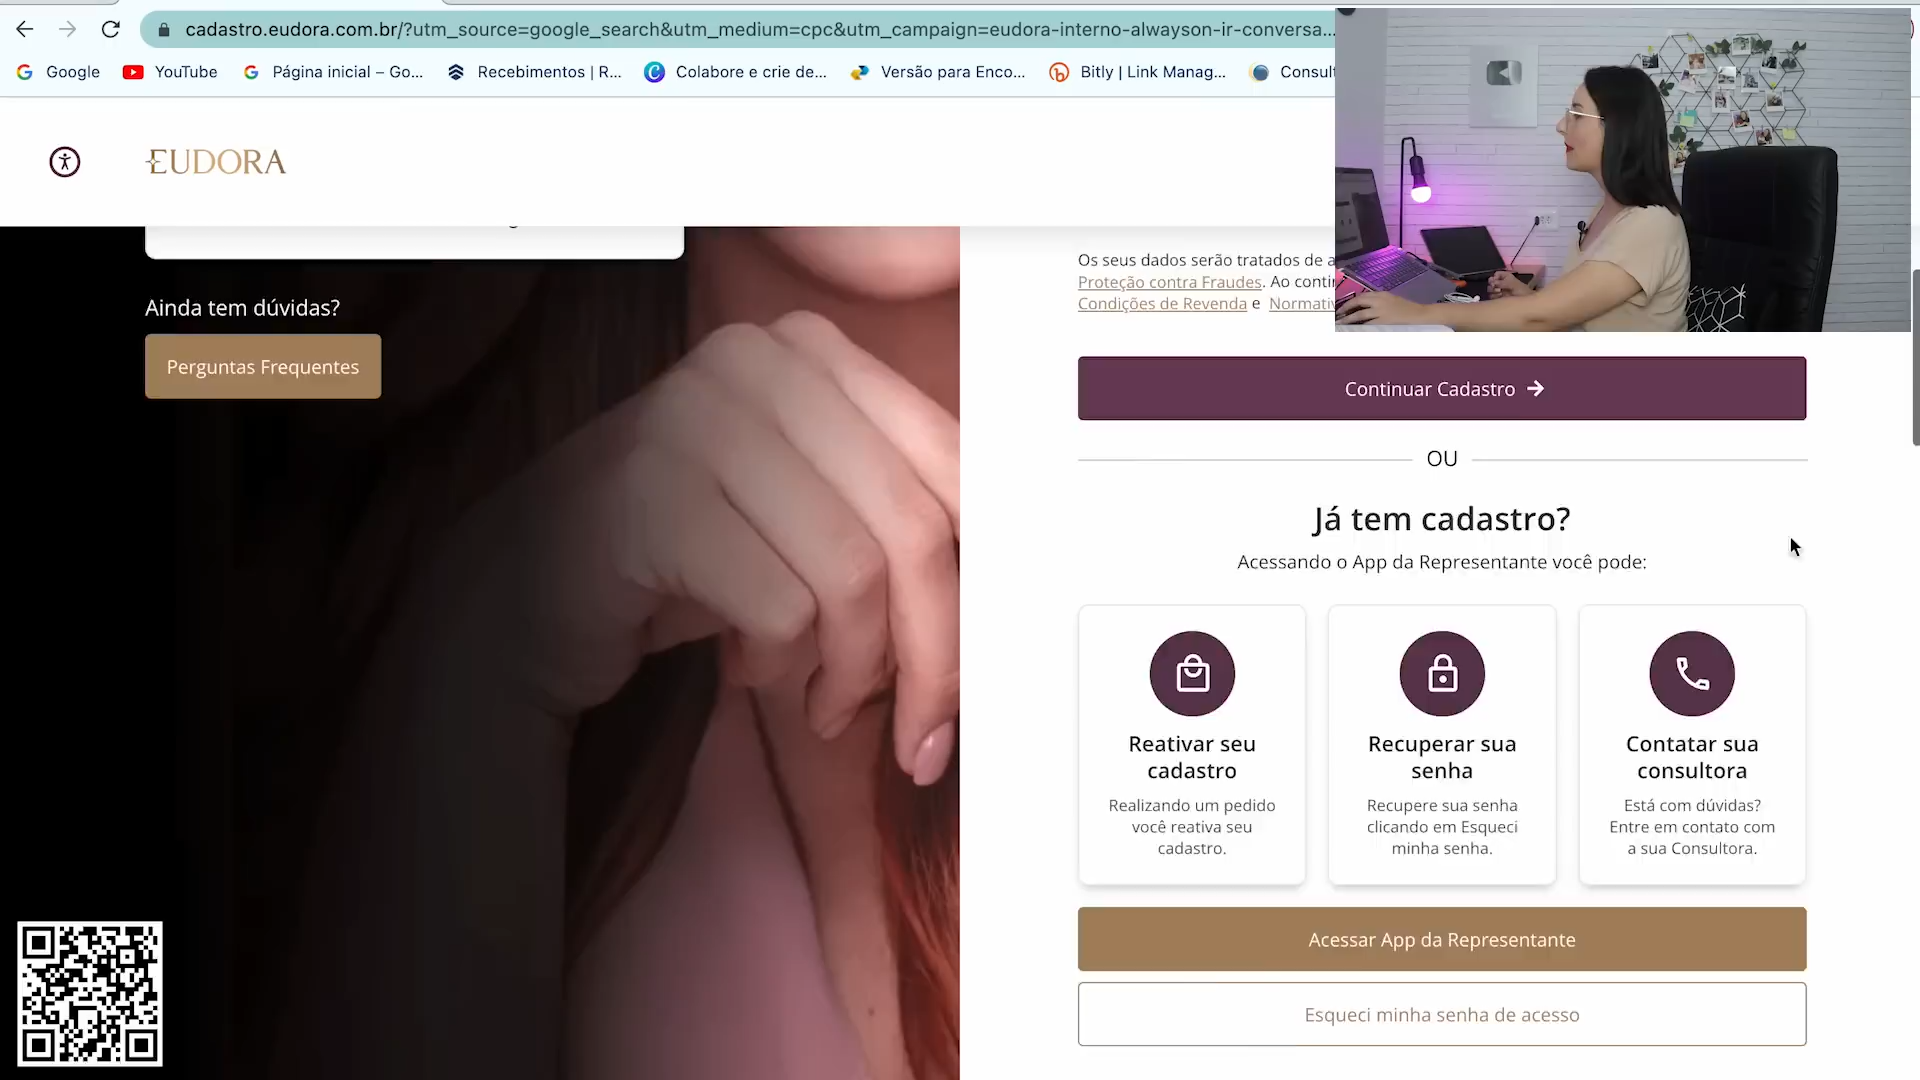 cadastro.eudora.com.br/?utm_source=google_search&utm_medium=cpc&utm_campaign=eudora-interno-alwayson-ir-conversa...
Google
YouTube
Página inicial – Go...
Recebimentos | R...
Colabore e crie de...
Versão para Enco...
Bitly | Link Manag...
Consult
EUDORA
Ainda tem dúvidas?
Perguntas Frequentes
Os seus dados serão tratados de a
Proteção contra Fraudes. Ao conti
Condições de Revenda e Normativ
Continuar Cadastro
OU
Já tem cadastro?
Acessando o App da Representante você pode:
Reativar seu
cadastro
Realizando um pedido
você reativa seu
cadastro.
Recuperar sua
senha
Recupere sua senha
clicando em Esqueci
minha senha.
Contatar sua
consultora
Está com dúvidas?
Entre em contato com
a sua Consultora.
Acessar App da Representante
Esqueci minha senha de acesso